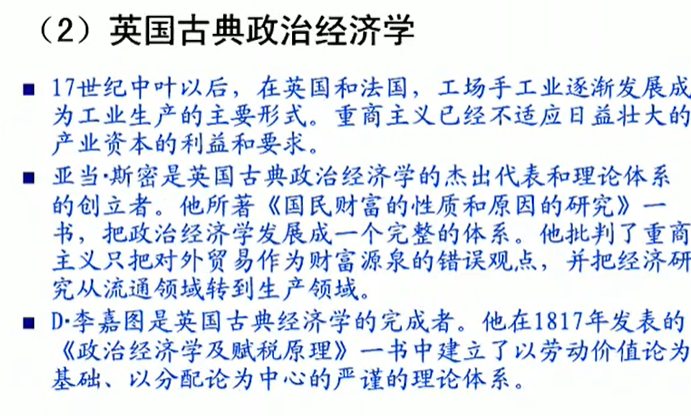 （2）英国古典政治经济学
■ 17世纪中叶以后，在英国和法国，工场手工业逐渐发展成
为工业生产的主要形式。重商主义已经不适应日益壮大的
产业资本的利益和要求。
■ 亚当·斯密是英国古典政治经济学的杰出代表和理论体系
的创立者。他所著《国民财富的性质和原因的研究》一
书，把政治经济学发展成一个完整的体系。他批判了重商
主义只把对外贸易作为财富源泉的错误观点，并把经济研
究从流通领域转到生产领域。
■ D·李嘉图是英国古典经济学的完成者。他在1817年发表的
《政治经济学及赋税原理》一书中建立了以劳动价值论为
基础、以分配论为中心的严谨的理论体系。